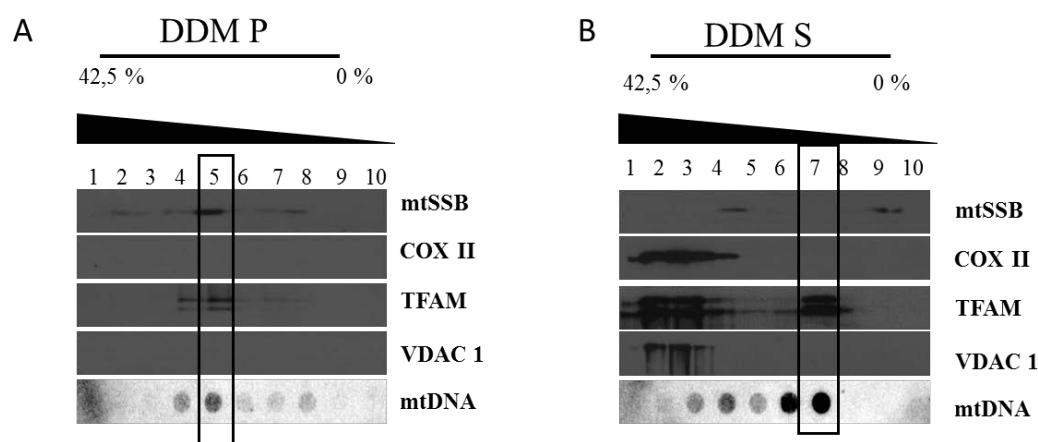 A
DDM P
42,5 % 0 %
1 2 3 4 5 6 7 8 9 10
mtSSB
COX II
TFAM
VDAC 1
mtDNA
B
DDM S
42,5 % 0 %
1 2 3 4 5 6 7 8 9 10
mtSSB
COX II
TFAM
VDAC 1
mtDNA